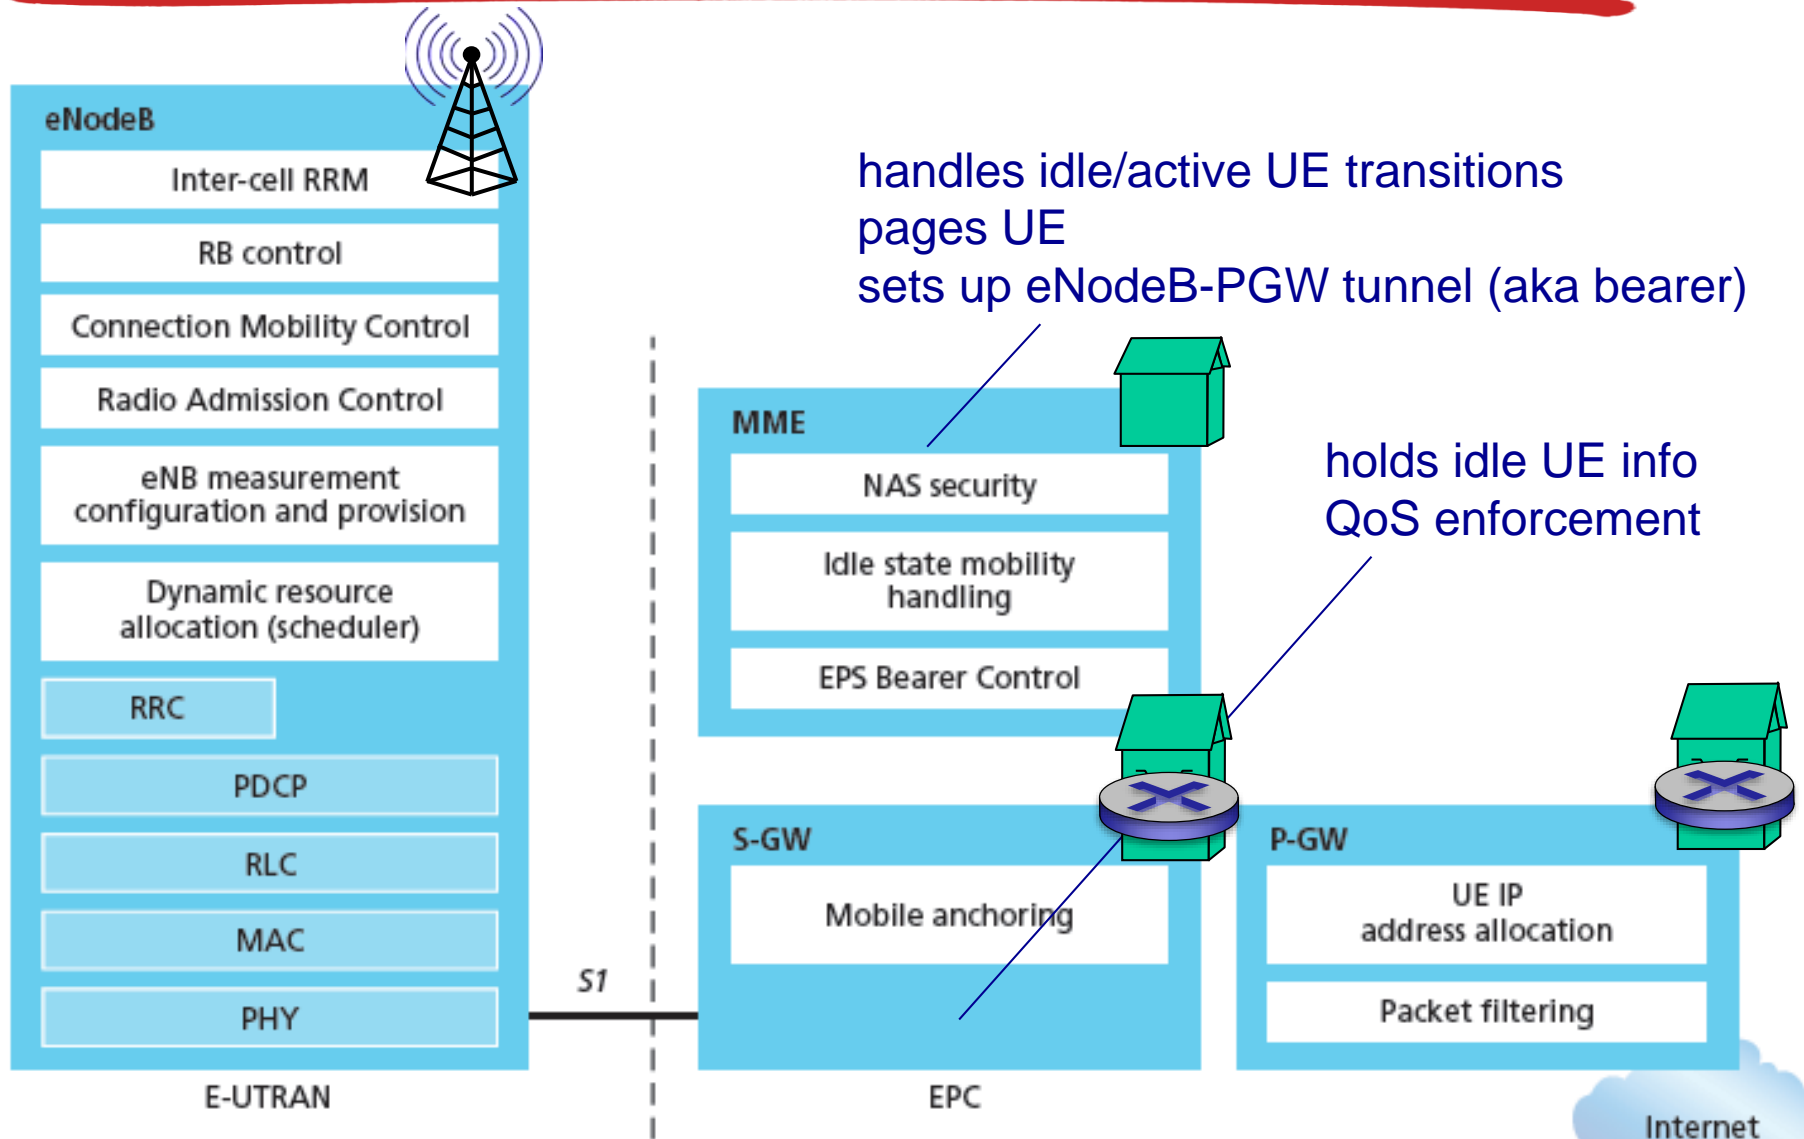 eNodeB
Inter-cell RRM
RB control
Connection Mobility Control
Radio Admission Control
eNB measurement
configuration and provision
Dynamic resource
allocation (scheduler)
RRC
PDCP
RLC
MAC
PHY
E-UTRAN
S1
handles idle/active UE transitions
pages UE
sets up eNodeB-PGW tunnel (aka bearer)
MME
NAS security
Idle state mobility
handling
EPS Bearer Control
holds idle UE info
QoS enforcement
S-GW
Mobile anchoring
P-GW
UE IP
address allocation
Packet filtering
EPC
Internet